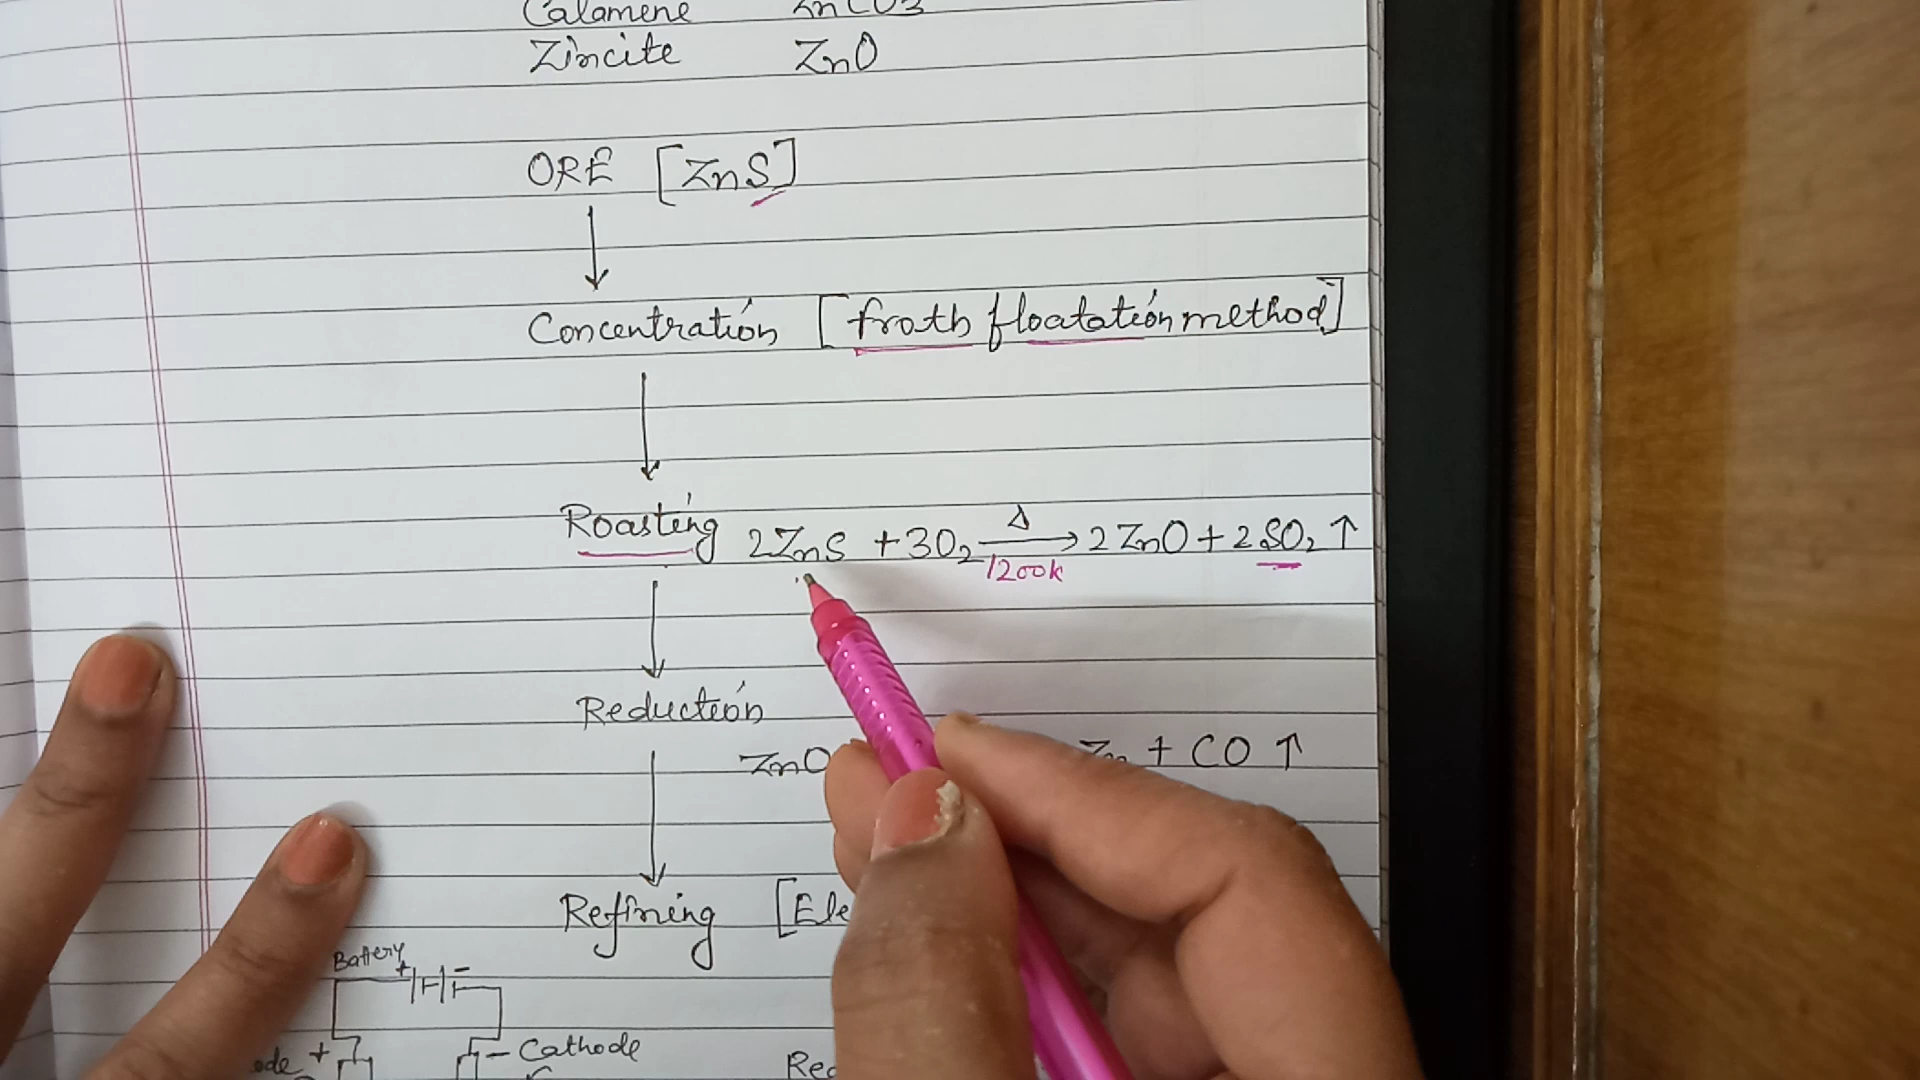 Calamene ZnCO3
Zincite ZnO
ORE [ZnS]
Concentration [froth floatation method]
Roasting 2ZnS + 3O₂ →Δ 2ZnO + 2SO₂ ↑
1200k
Reduction
ZnO Zn + CO ↑
Refining [Ele
Battery
+ -
ode + - Cathode
Rec